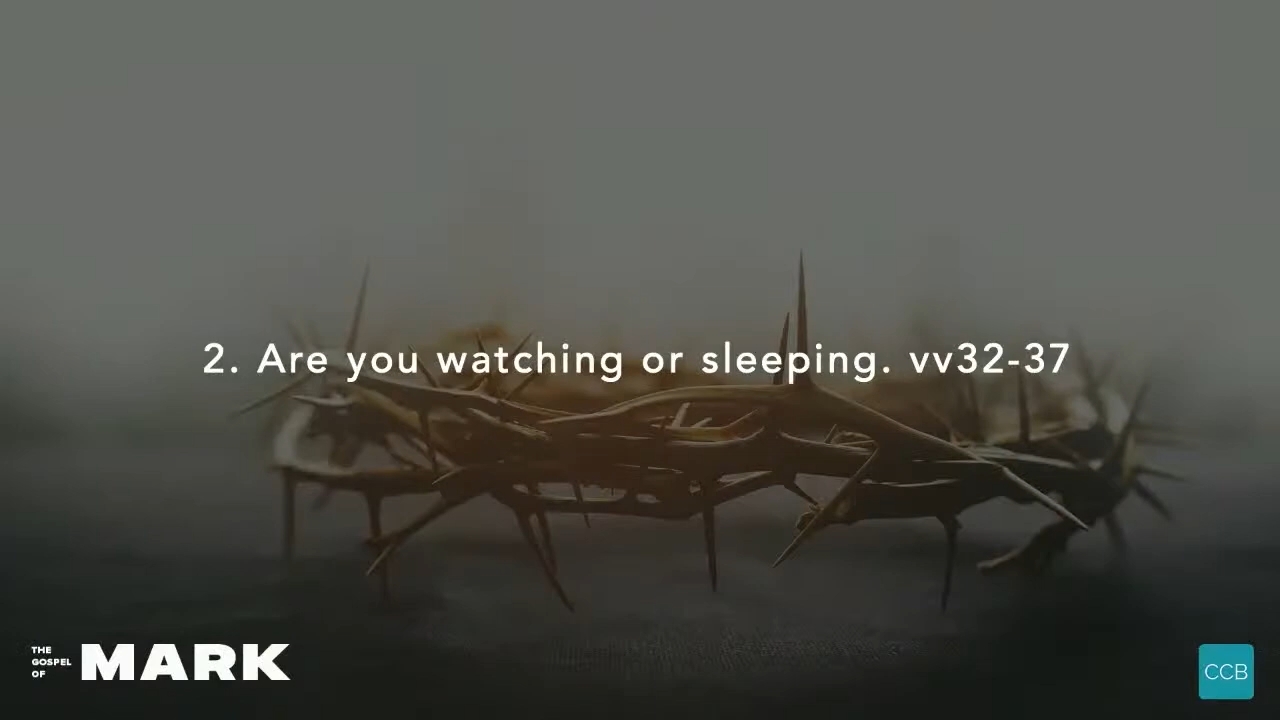 2. Are you watching or sleeping. vv32-37
THE
GOSPEL
OF
MARK
CCB